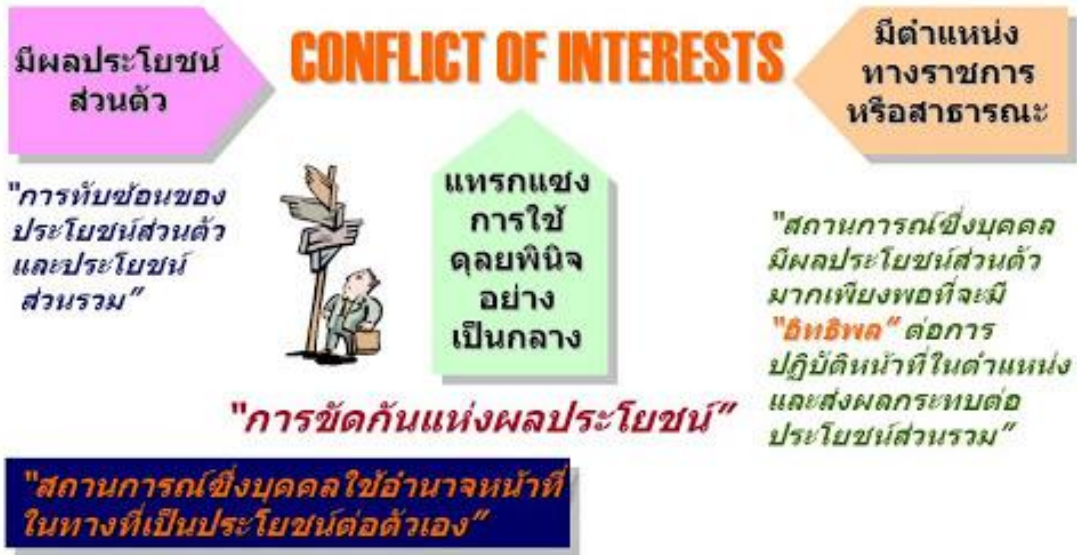 มีผลประโยชน์
ส่วนตัว
CONFLICT OF INTERESTS
มีตำแหน่ง
ทางราชการ
หรือสาธารณะ
"การทับซ้อนของ
ประโยชน์ส่วนตัว
และประโยชน์
ส่วนรวม"
แทรกแซง
การใช้
ดุลยพินิจ
อย่าง
เป็นกลาง
"สถานการณ์ซึ่งบุคคล
มีผลประโยชน์ส่วนตัว
มากเพียงพอที่จะมี
"อิทธิพล" ต่อการ
ปฏิบัติหน้าที่ในตำแหน่ง
และส่งผลกระทบต่อ
ประโยชน์ส่วนรวม"
"การขัดกันแห่งผลประโยชน์"
"สถานการณ์ซึ่งบุคคลใช้อำนาจหน้าที่
ในทางที่เป็นประโยชน์ต่อตัวเอง"